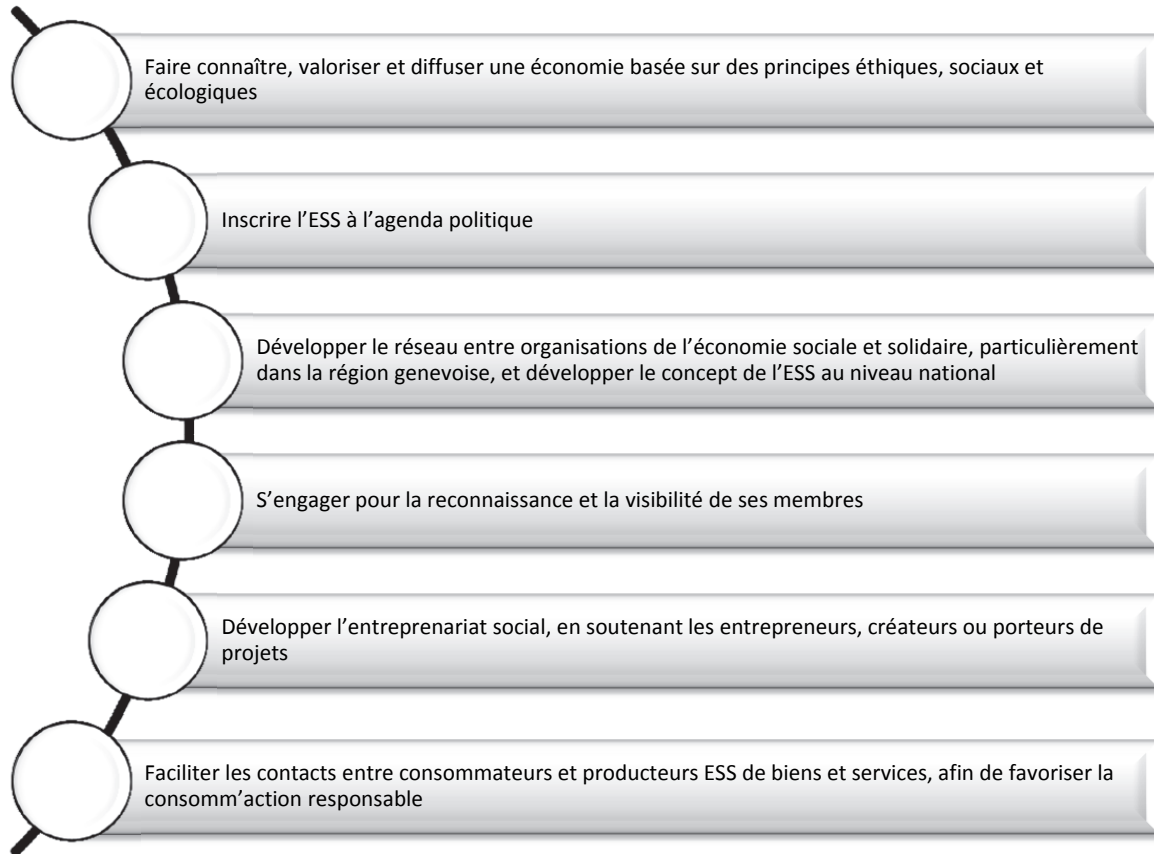 Faire connaître, valoriser et diffuser une économie basée sur des principes éthiques, sociaux et
écologiques
Inscrire l’ESS à l’agenda politique
Développer le réseau entre organisations de l’économie sociale et solidaire, particulièrement
dans la région genevoise, et développer le concept de l’ESS au niveau national
S’engager pour la reconnaissance et la visibilité de ses membres
Développer l’entreprenariat social, en soutenant les entrepreneurs, créateurs ou porteurs de
projets
Faciliter les contacts entre consommateurs et producteurs ESS de biens et services, afin de favoriser la
consomm’action responsable